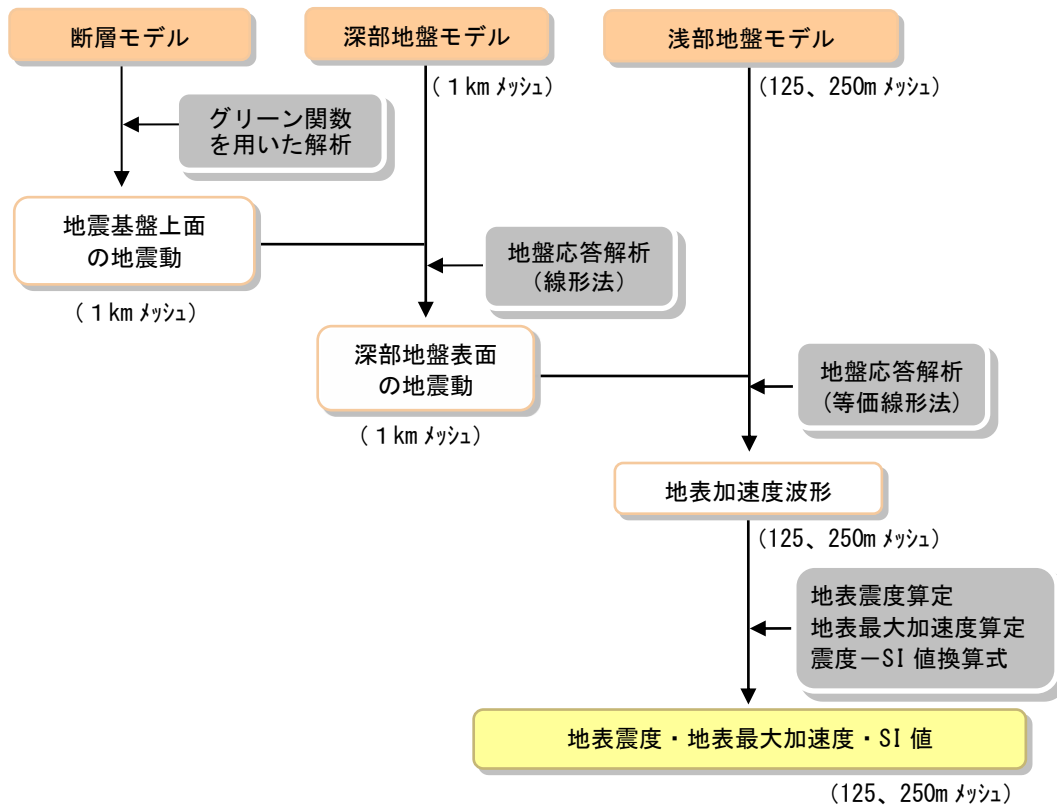 断層モデル
深部地盤モデル
浅部地盤モデル
（１km メッシュ）
（125、250m メッシュ）
グリーン関数
を用いた解析
地震基盤上面
の地震動
（１km メッシュ）
地盤応答解析
（線形法）
深部地盤表面
の地震動
（１km メッシュ）
地盤応答解析
（等価線形法）
地表加速度波形
（125、250m メッシュ）
地表震度算定
地表最大加速度算定
震度－SI 値換算式
地表震度・地表最大加速度・SI 値
（125、250m メッシュ）